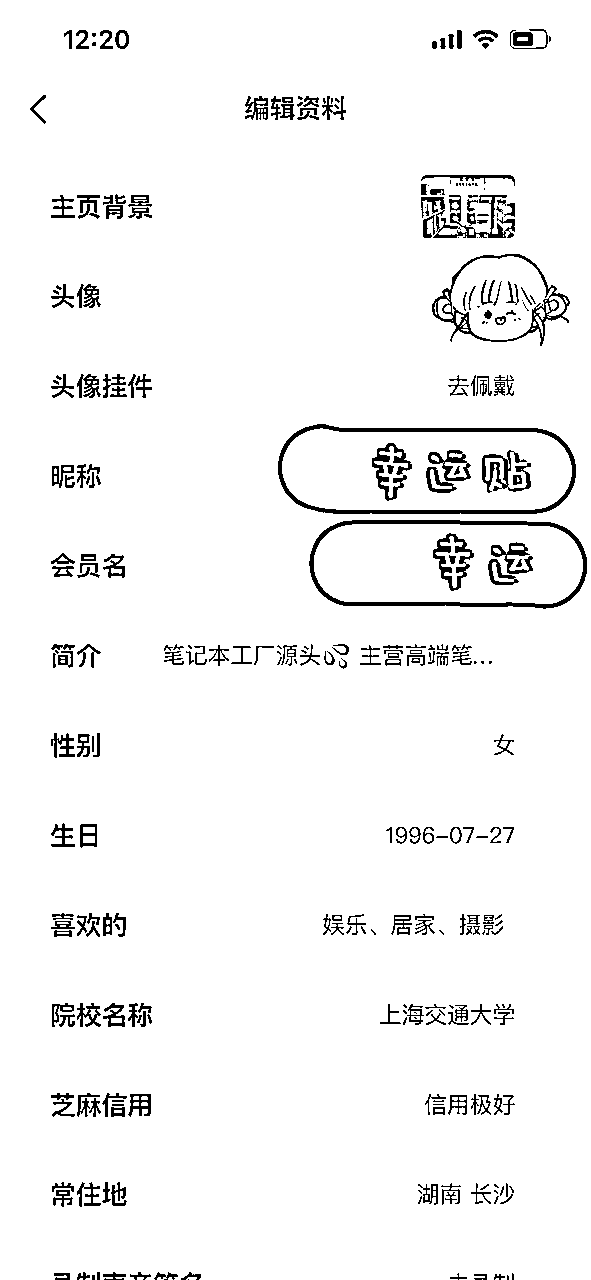 12:20
编辑资料
主页背景
头像
头像挂件 去佩戴
昵称 幸运贴
会员名 幸运
简介 笔记本工厂源头💦 主营高端笔...
性别 女
生日 1996-07-27
喜欢的 娱乐、居家、摄影
院校名称 上海交通大学
芝麻信用 信用极好
常住地 湖南 长沙